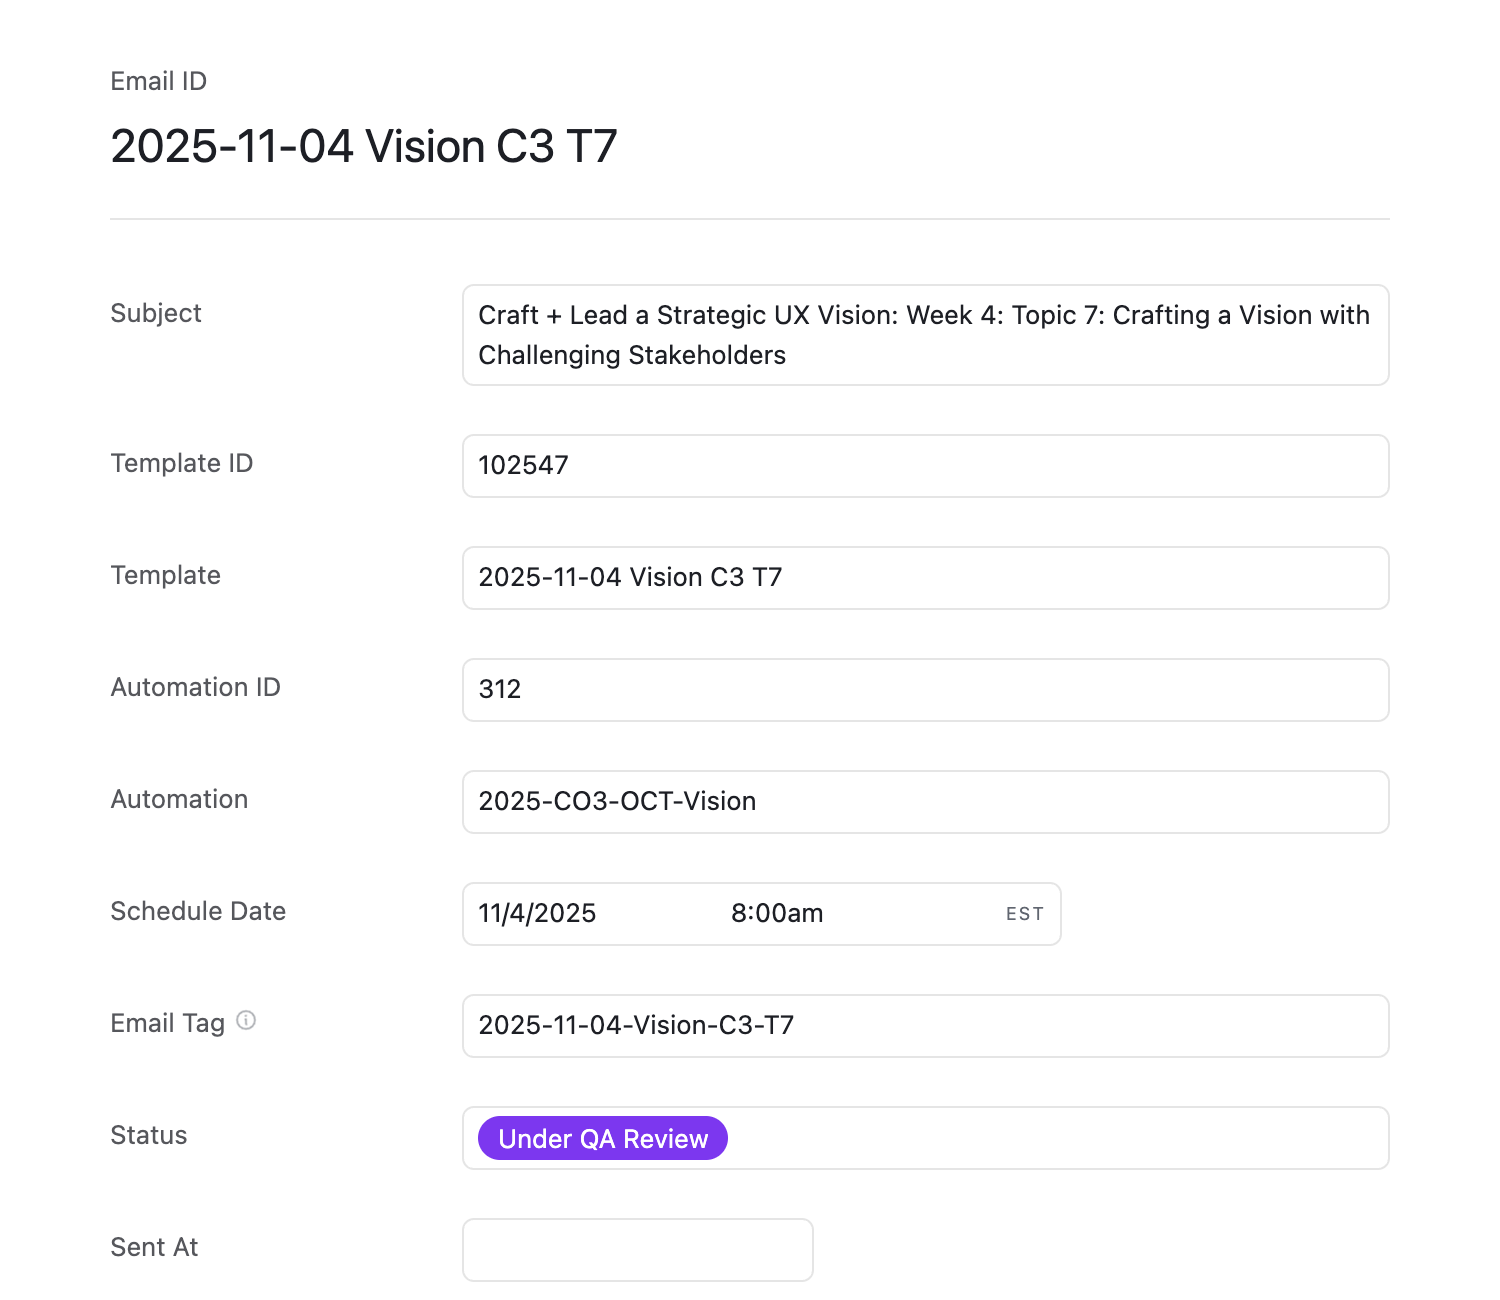 Email ID
2025-11-04 Vision C3 T7
Subject
Craft + Lead a Strategic UX Vision: Week 4: Topic 7: Crafting a Vision with
Challenging Stakeholders
Template ID
102547
Template
2025-11-04 Vision C3 T7
Automation ID
312
Automation
2025-CO3-OCT-Vision
Schedule Date
11/4/2025 8:00am EST
Email Tag
2025-11-04-Vision-C3-T7
Status
Under QA Review
Sent At